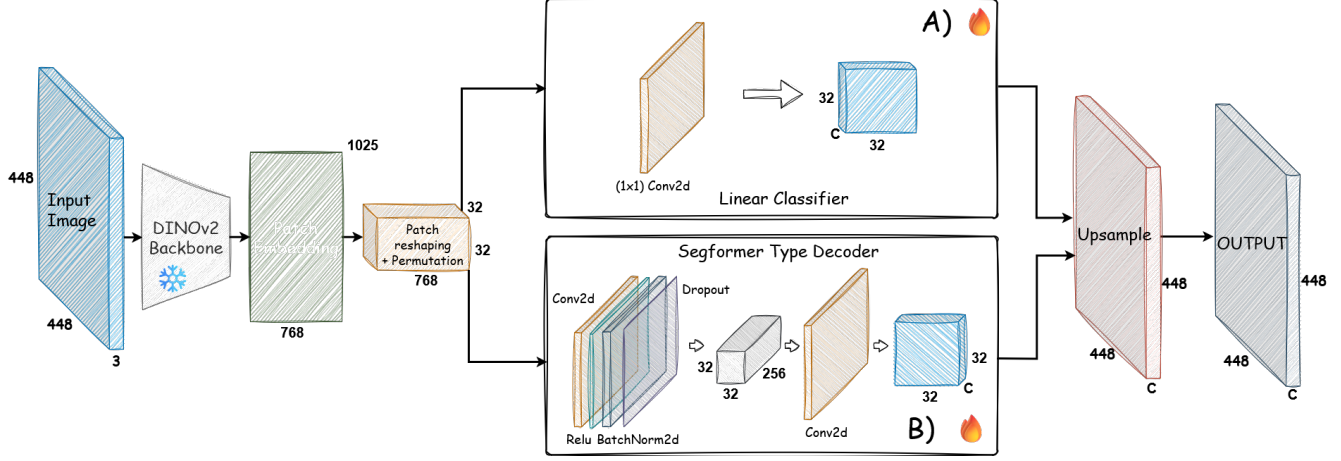 448
Input
Image
448
3
DINOv2
Backbone
1025
Patch
Embedding
768
32
32
Patch
reshaping
+ Permutation
768
A)
32
C
32
(1x1) Conv2d
Linear Classifier
Segformer Type Decoder
Conv2d
Dropout
Relu
BatchNorm2d
32
32
256
Conv2d
32
32
C
B)
Upsample
448
448
C
OUTPUT
448
448
C